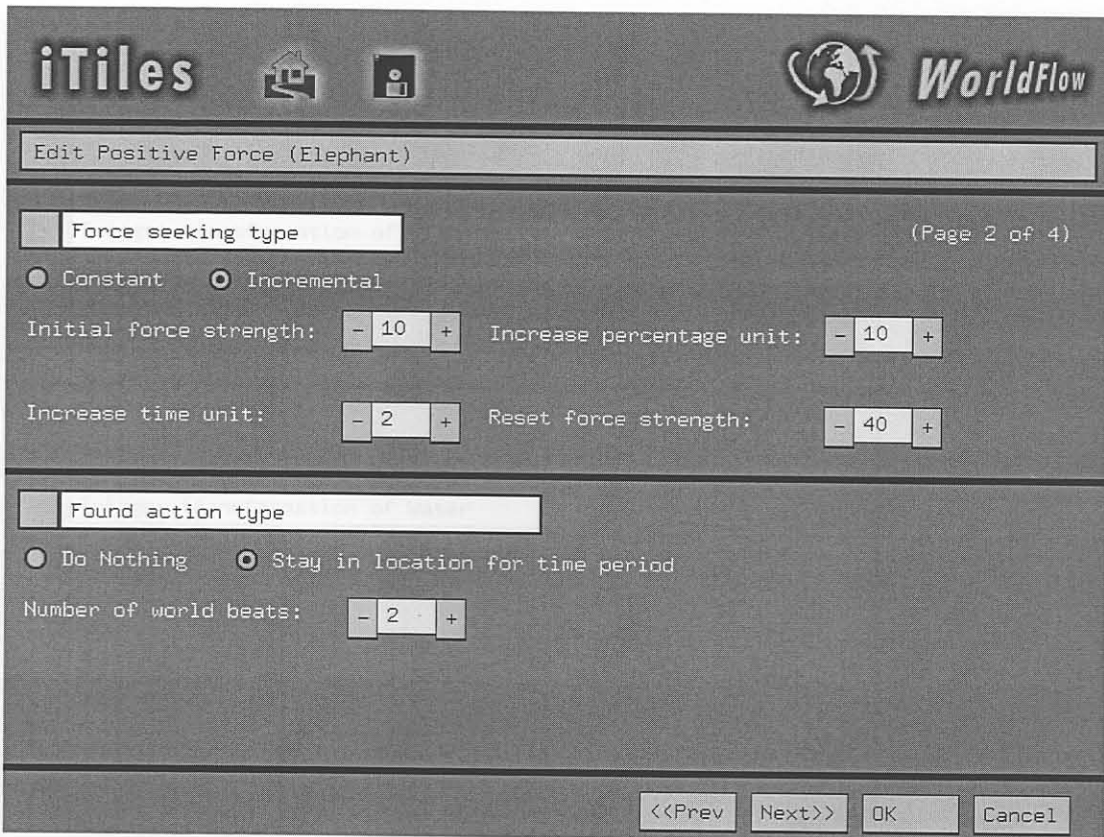 iTiles WorldFlow
Edit Positive Force (Elephant)
Force seeking type (Page 2 of 4)
Constant Incremental
Initial force strength: - 10 + Increase percentage unit: - 10 +
Increase time unit: - 2 + Reset force strength: - 40 +
Found action type
Do Nothing Stay in location for time period
Number of world beats: - 2 +
<<Prev Next>> OK Cancel